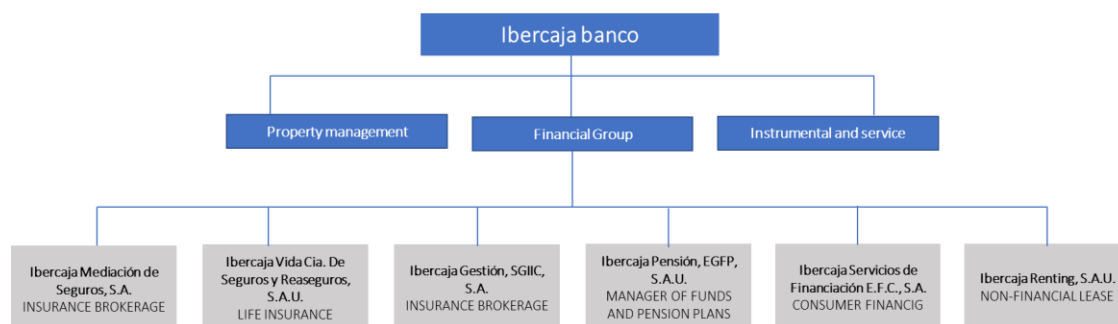 Ibercaja banco
Property management
Financial Group
Instrumental and service
Ibercaja Mediación de
Seguros, S.A.
INSURANCE BROKERAGE
Ibercaja Vida Cia. De
Seguros y Reaseguros,
S.A.U.
LIFE INSURANCE
Ibercaja Gestión, SGIIC,
S.A.
INSURANCE BROKERAGE
Ibercaja Pensión, EGFP,
S.A.U.
MANAGER OF FUNDS
AND PENSION PLANS
Ibercaja Servicios de
Financiación E.F.C., S.A.
CONSUMER FINANCIG
Ibercaja Renting, S.A.U.
NON-FINANCIAL LEASE